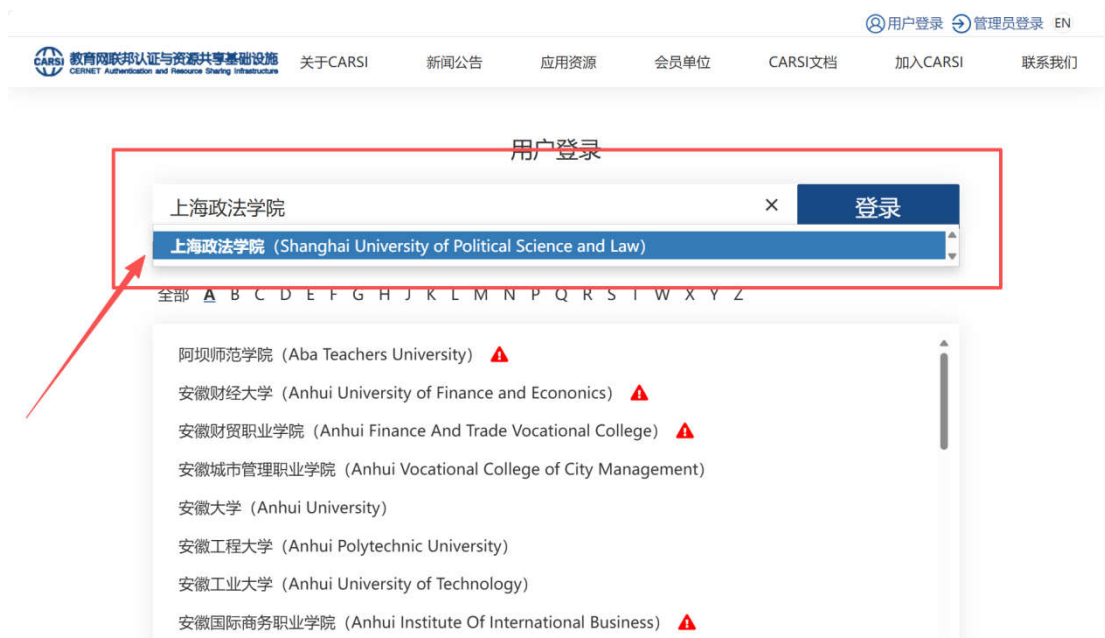 用户登录 管理员登录 EN
CARSI 教育网联邦认证与资源共享基础设施 关于CARSI 新闻公告 应用资源 会员单位 CARSI文档 加入CARSI 联系我们
CERNET Authentication and Resource Sharing Infrastructure
用户登录
上海政法学院 × 登录
上海政法学院（Shanghai University of Political Science and Law）
全部 A B C D E F G H J K L M N P Q R S T W X Y Z
阿坝师范学院（Aba Teachers University）
安徽财经大学（Anhui University of Finance and Econonics）
安徽财贸职业学院（Anhui Finance And Trade Vocational College）
安徽城市管理职业学院（Anhui Vocational College of City Management）
安徽大学（Anhui University）
安徽工程大学（Anhui Polytechnic University）
安徽工业大学（Anhui University of Technology）
安徽国际商务职业学院（Anhui Institute Of International Business）